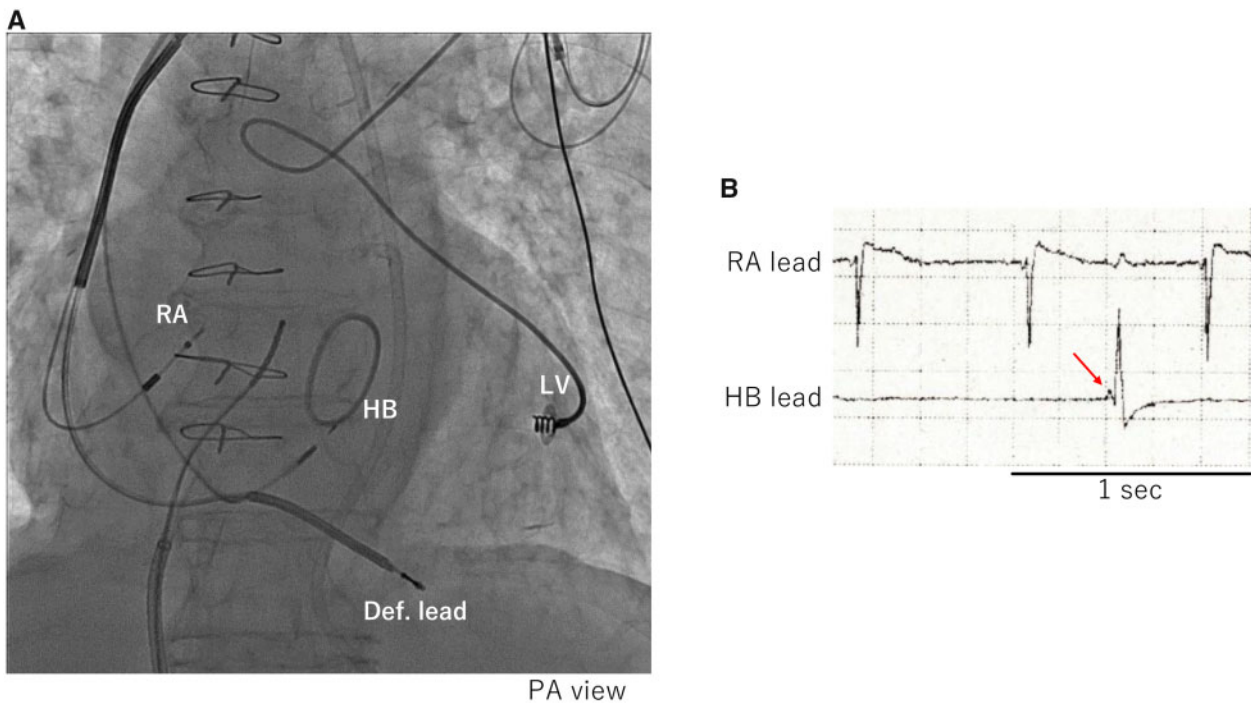 A
RA
HB
LV
Def. lead
PA view
B
RA lead
HB lead
1 sec